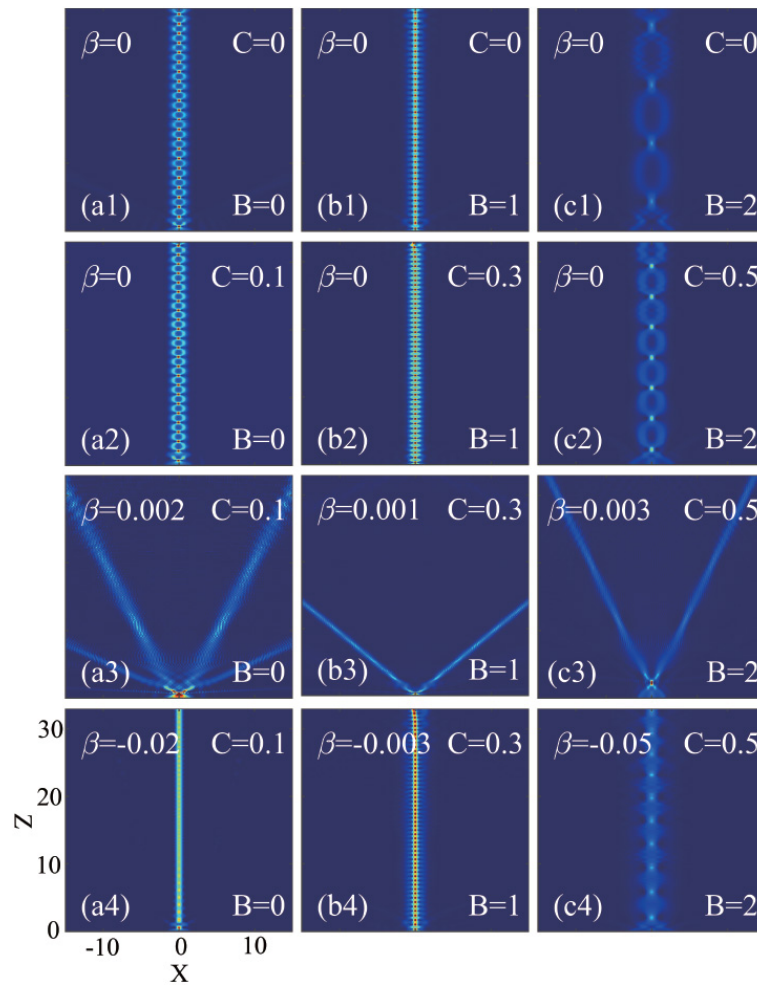 β=0 C=0
(a1) B=0
β=0 C=0
(b1) B=1
β=0 C=0
(c1) B=2
β=0 C=0.1
(a2) B=0
β=0 C=0.3
(b2) B=1
β=0 C=0.5
(c2) B=2
β=0.002 C=0.1
(a3) B=0
β=0.001 C=0.3
(b3) B=1
β=0.003 C=0.5
(c3) B=2
β=-0.02 C=0.1
(a4) B=0
β=-0.003 C=0.3
(b4) B=1
β=-0.05 C=0.5
(c4) B=2
30
20
10
0
Z
-10 0 10
X